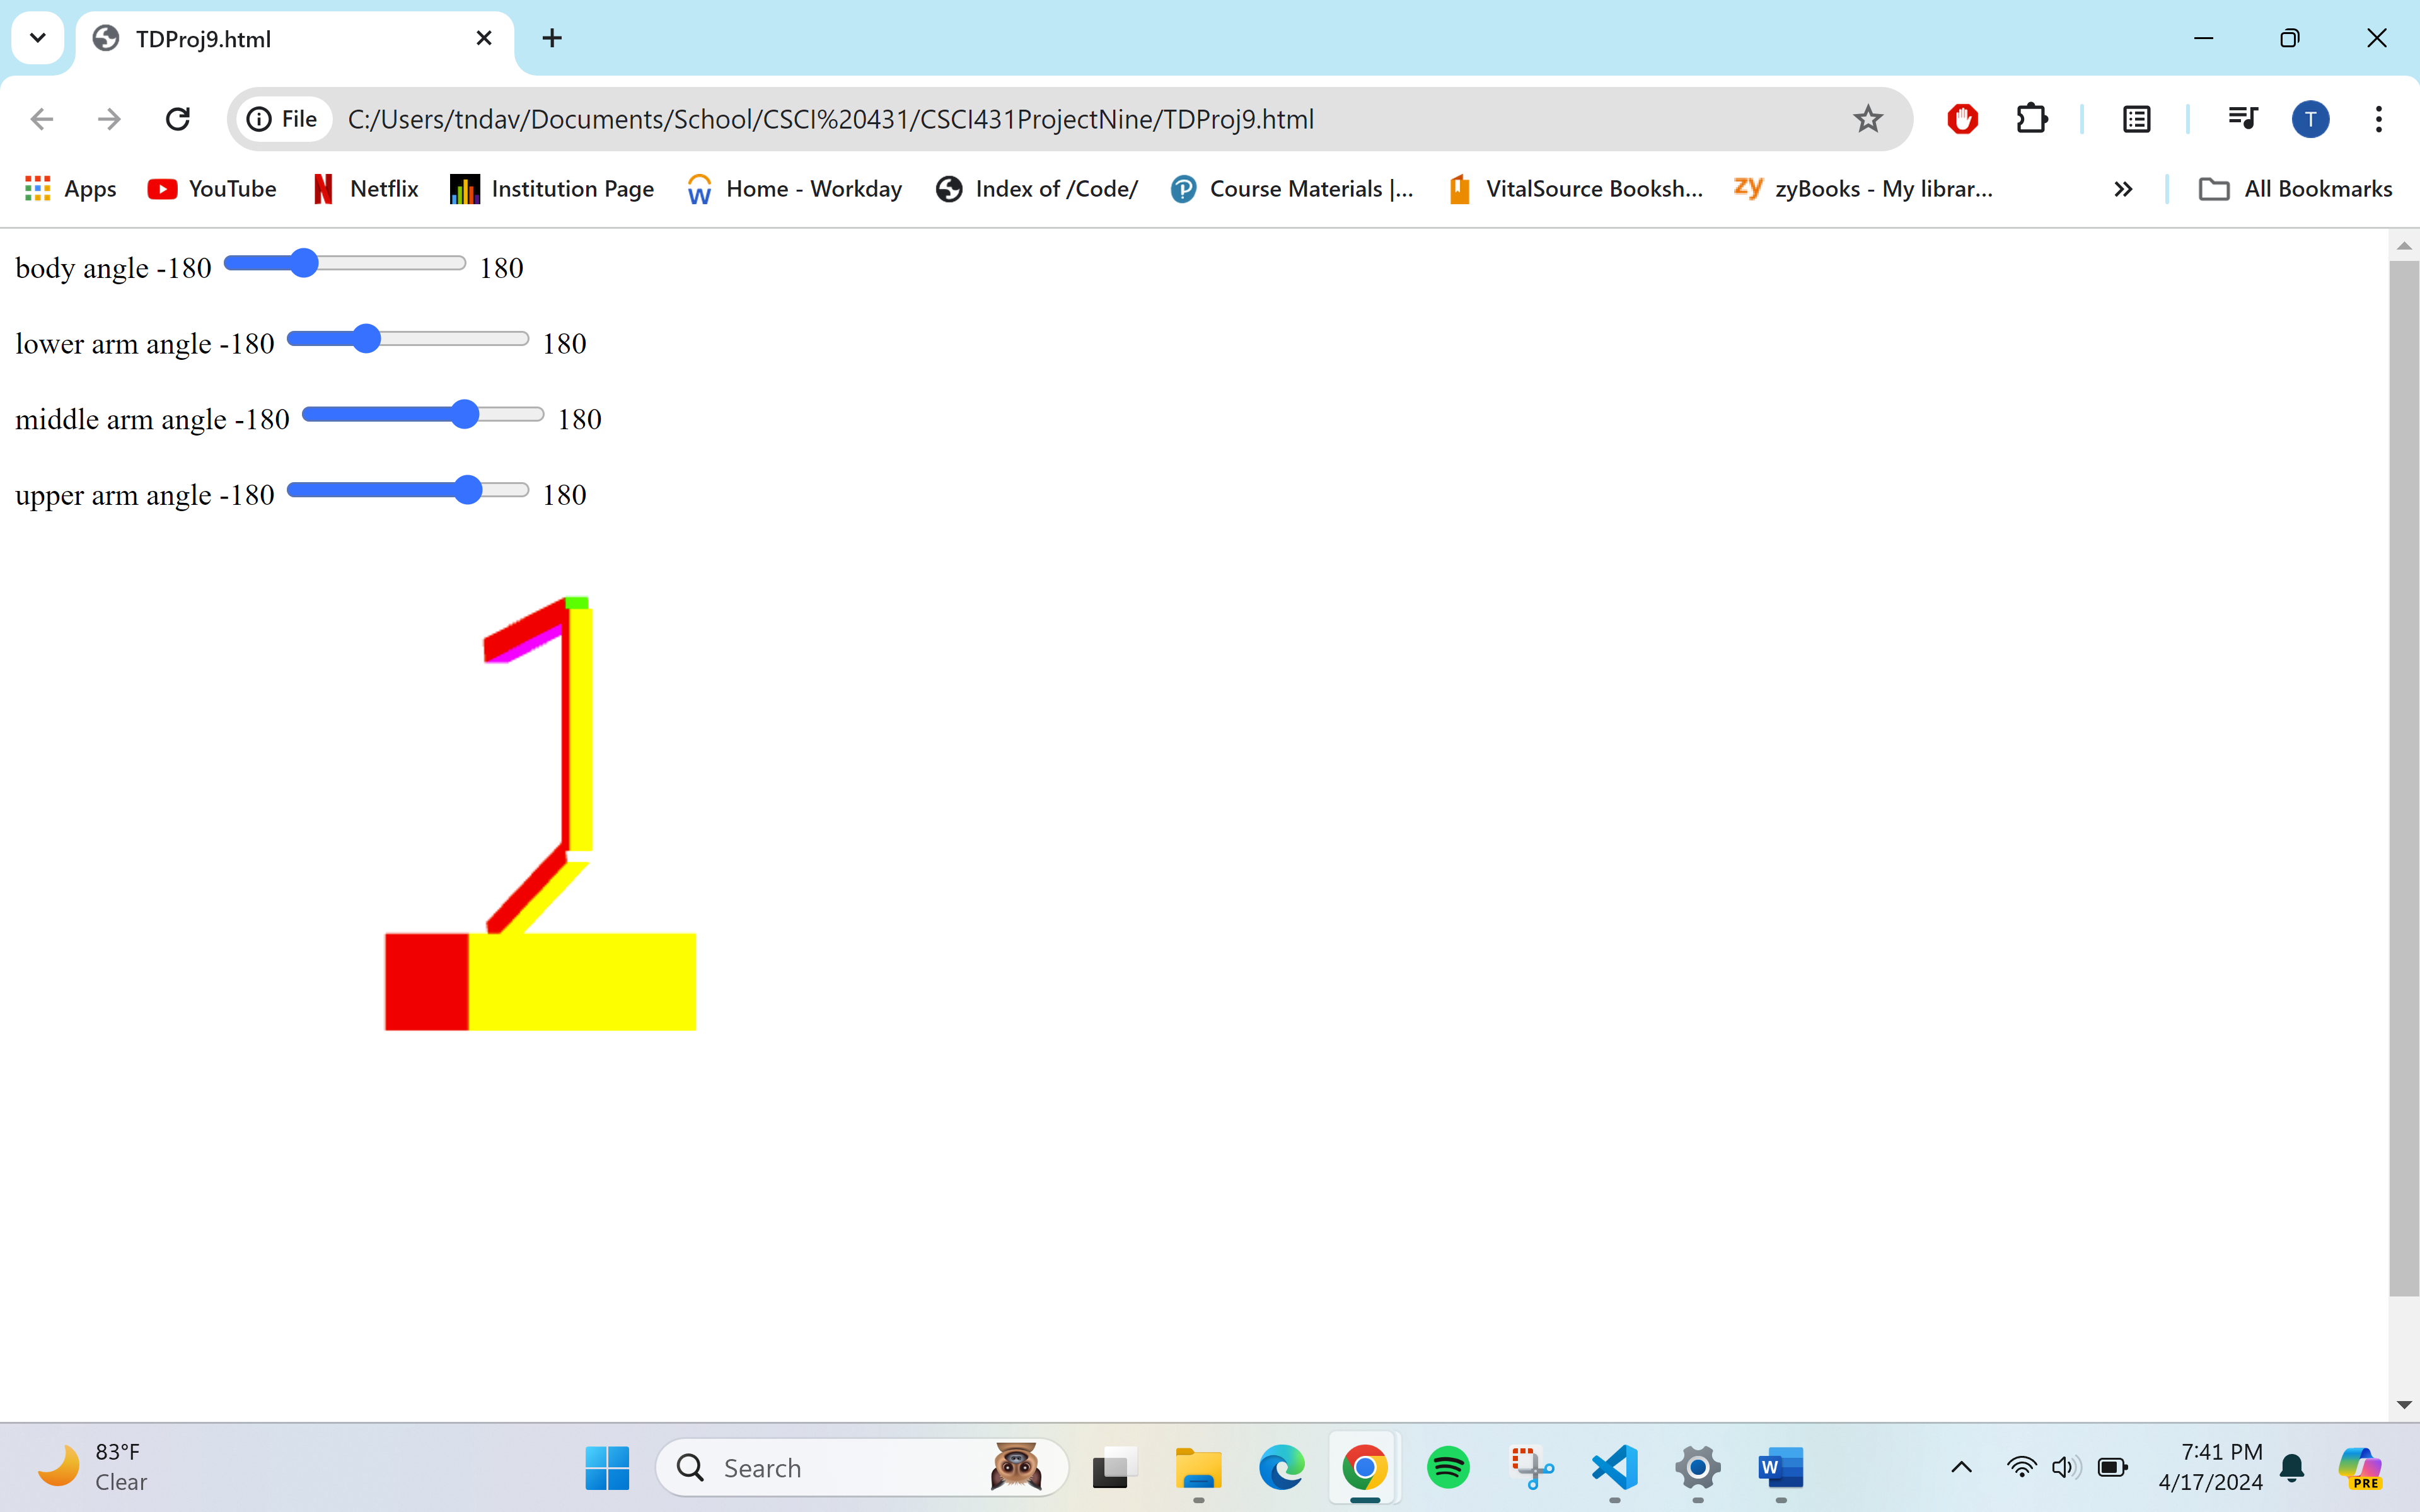 TDProj9.html
File C:/Users/tndav/Documents/School/CSCI%20431/CSCI431ProjectNine/TDProj9.html T
Apps YouTube Netflix Institution Page Home - Workday Index of /Code/ Course Materials |... VitalSource Booksh... zyBooks - My librar... All Bookmarks
body angle -180 180
lower arm angle -180 180
middle arm angle -180 180
upper arm angle -180 180
83°F
Clear
Search
7:41 PM
4/17/2024
PRE